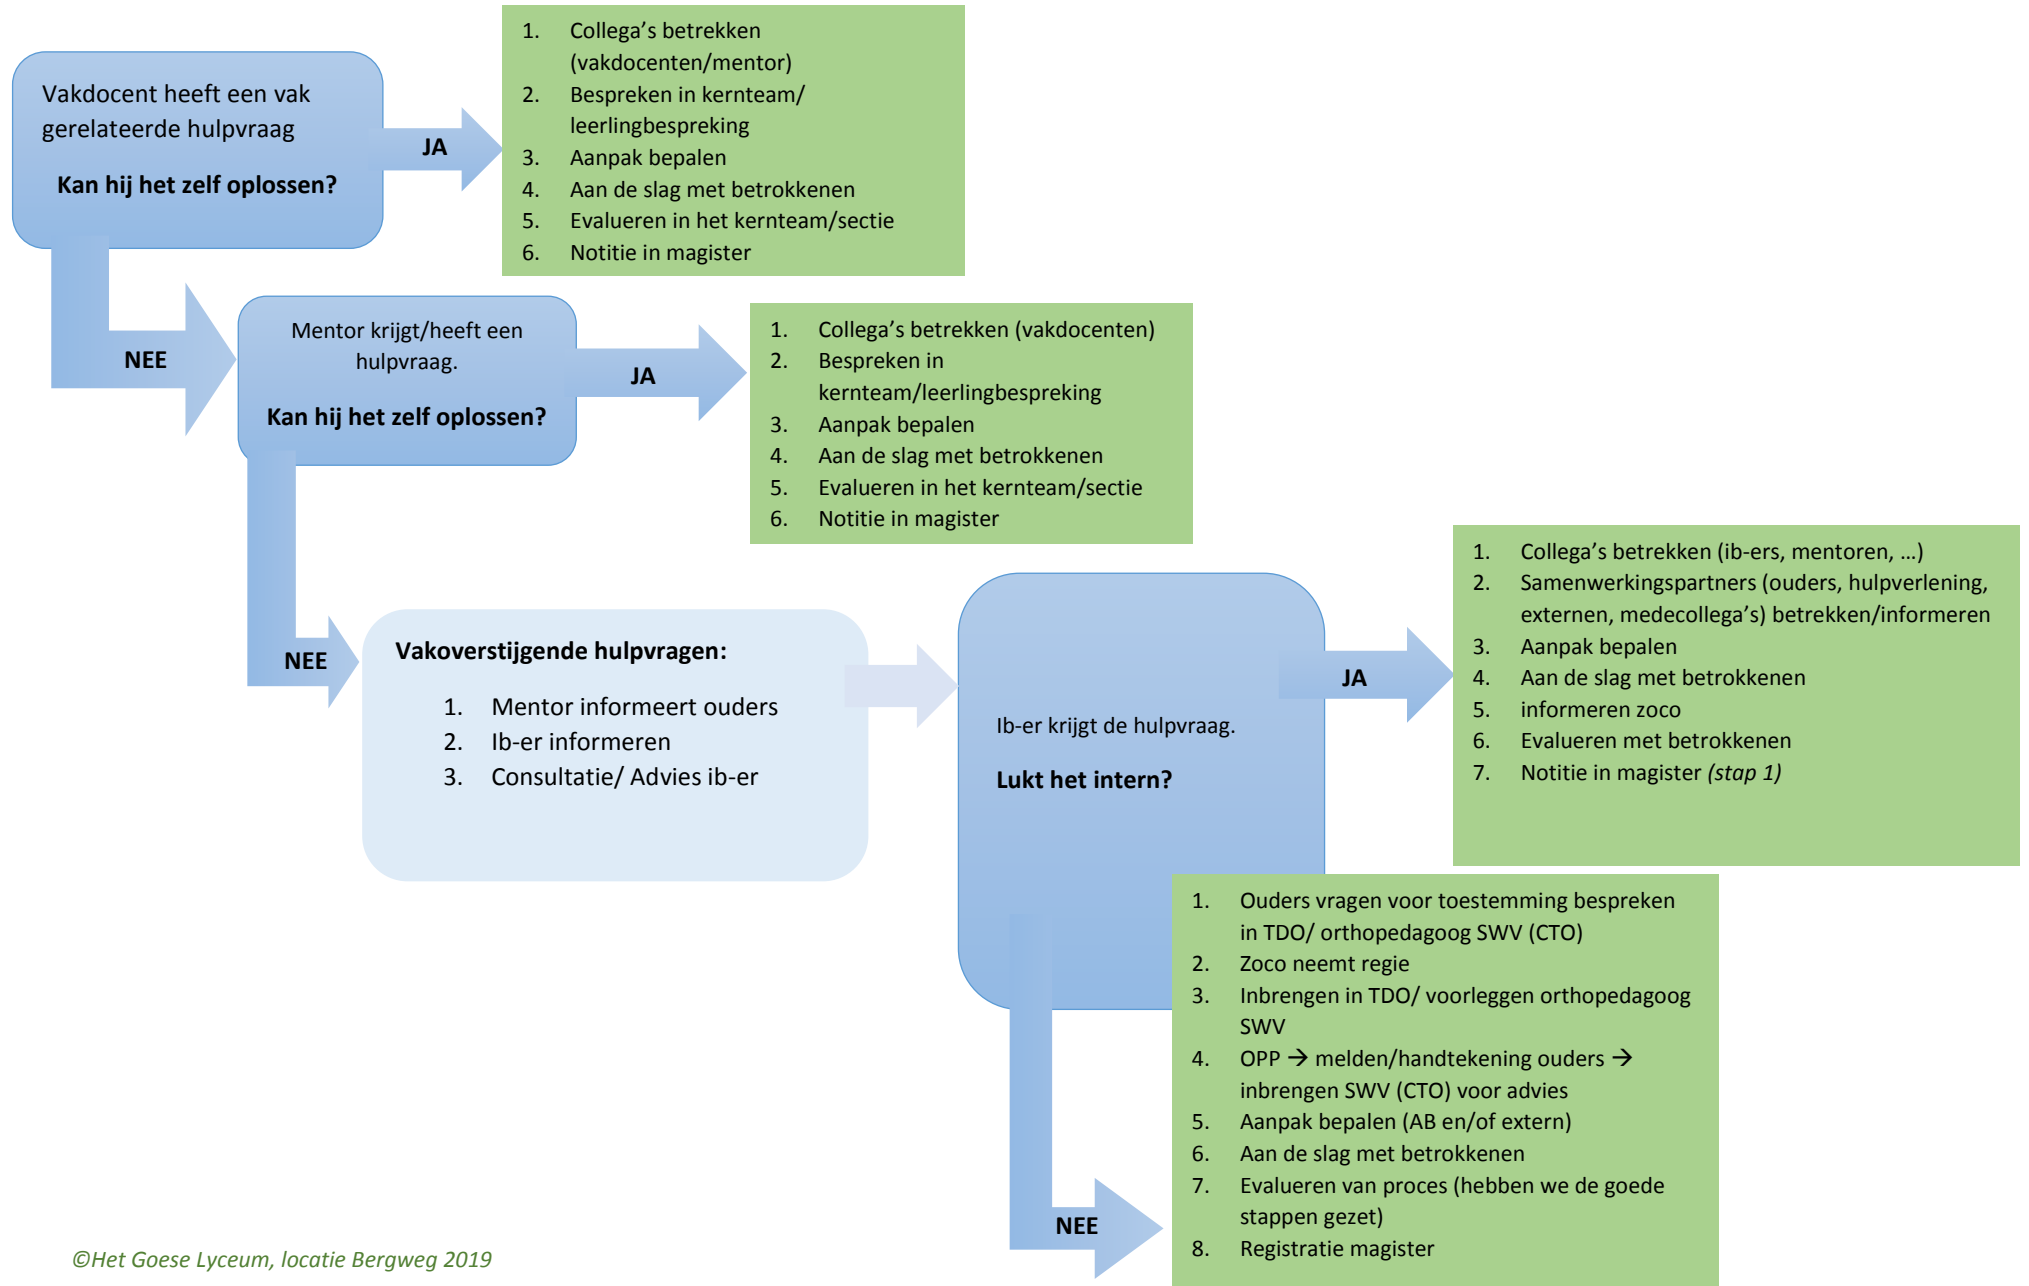 Vakdocent heeft een vak
gerelateerde hulpvraag
Kan hij het zelf oplossen?
JA
1. Collega's betrekken
(vakdocenten/mentor)
2. Bespreken in kernteam/
leerlingbespreking
3. Aanpak bepalen
4. Aan de slag met betrokkenen
5. Evalueren in het kernteam/sectie
6. Notitie in magister
NEE
Mentor krijgt/heeft een
hulpvraag.
Kan hij het zelf oplossen?
JA
1. Collega's betrekken (vakdocenten)
2. Bespreken in
kernteam/leerlingbespreking
3. Aanpak bepalen
4. Aan de slag met betrokkenen
5. Evalueren in het kernteam/sectie
6. Notitie in magister
NEE
Vakoverstijgende hulpvragen:
1. Mentor informeert ouders
2. Ib-er informeren
3. Consultatie/ Advies ib-er
Ib-er krijgt de hulpvraag.
Lukt het intern?
JA
1. Collega's betrekken (ib-ers, mentoren, …)
2. Samenwerkingspartners (ouders, hulpverlening,
externen, medecollega's) betrekken/informeren
3. Aanpak bepalen
4. Aan de slag met betrokkenen
5. informeren zoco
6. Evalueren met betrokkenen
7. Notitie in magister (stap 1)
NEE
1. Ouders vragen voor toestemming bespreken
in TDO/ orthopedagoog SWV (CTO)
2. Zoco neemt regie
3. Inbrengen in TDO/ voorleggen orthopedagoog
SWV
4. OPP → melden/handtekening ouders →
inbrengen SWV (CTO) voor advies
5. Aanpak bepalen (AB en/of extern)
6. Aan de slag met betrokkenen
7. Evalueren van proces (hebben we de goede
stappen gezet)
8. Registratie magister
©Het Goese Lyceum, locatie Bergweg 2019